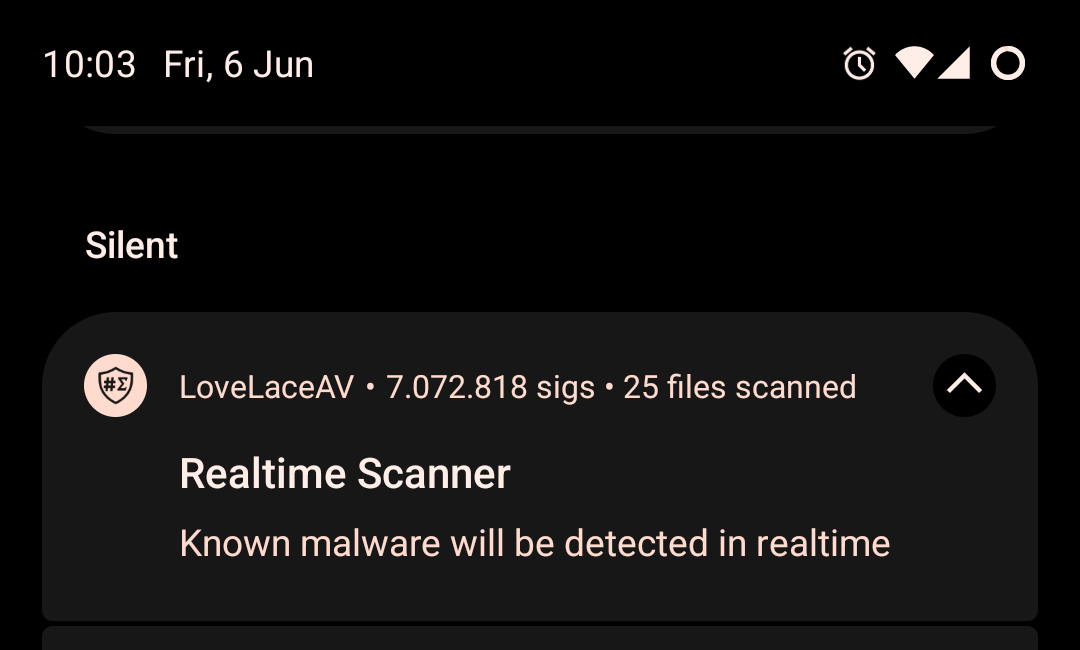 10:03 Fri, 6 Jun
Silent
#Σ
LoveLaceAV • 7.072.818 sigs • 25 files scanned
Realtime Scanner
Known malware will be detected in realtime